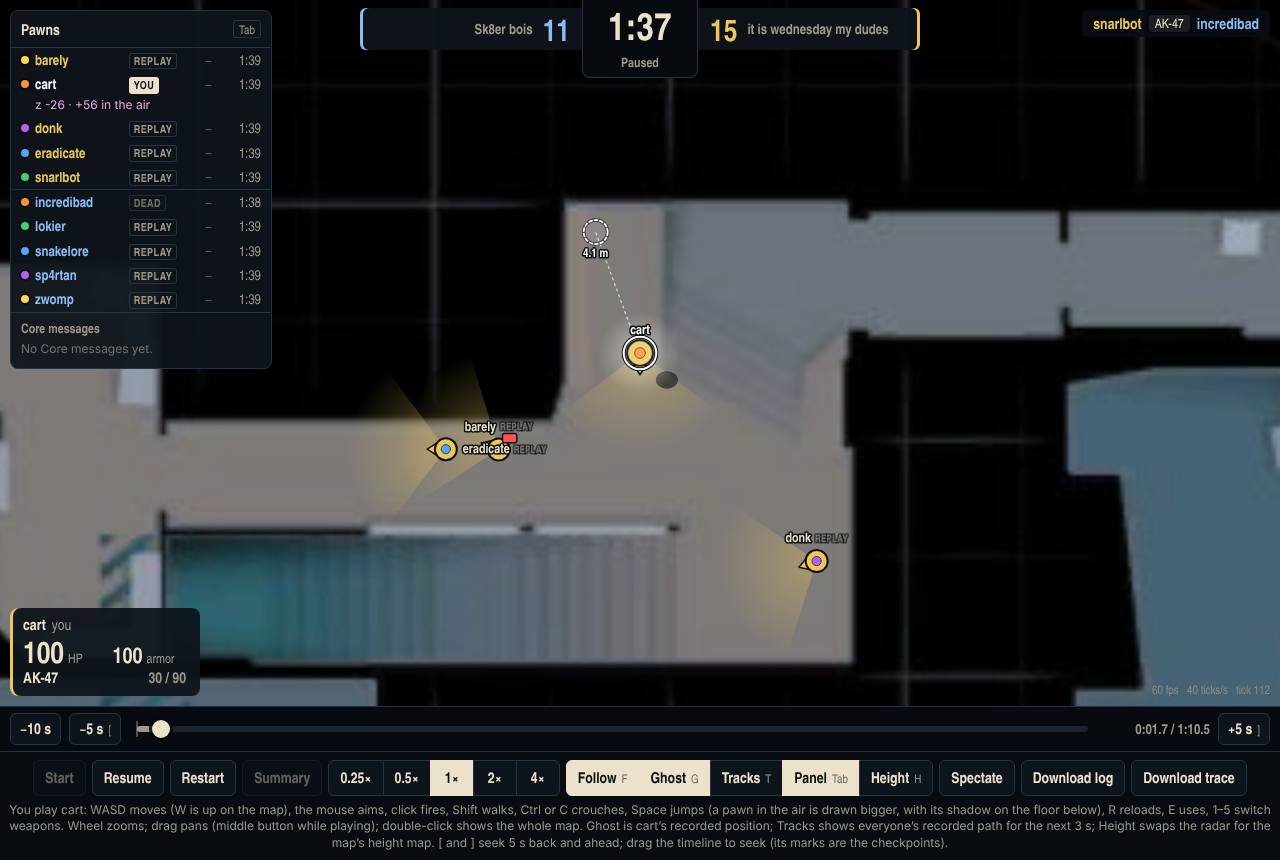 Pawns Tab
barely REPLAY – 1:39
cart YOU – 1:39
z -26 · +56 in the air
donk REPLAY – 1:39
eradicate REPLAY – 1:39
snarlbot REPLAY – 1:39
incredibad DEAD – 1:38
lokier REPLAY – 1:39
snakelore REPLAY – 1:39
sp4rtan REPLAY – 1:39
zwomp REPLAY – 1:39
Core messages
No Core messages yet.
Sk8er bois 11 1:37 15 it is wednesday my dudes
Paused
snarlbot AK-47 incredibad
4.1 m
cart
barely REPLAY
eradicate REPLAY
donk REPLAY
cart you
100 HP 100 armor
AK-47 30 / 90
60 fps 40 ticks/s tick 112
−10 s −5 s [ 0:01.7 / 1:10.5 +5 s ]
Start Resume Restart Summary 0.25× 0.5× 1× 2× 4× Follow F Ghost G Tracks T Panel Tab Height H Spectate Download log Download trace
You play cart: WASD moves (W is up on the map), the mouse aims, click fires, Shift walks, Ctrl or C crouches, Space jumps (a pawn in the air is drawn bigger, with its shadow on the floor below), R reloads, E uses, 1–5 switch
weapons. Wheel zooms; drag pans (middle button while playing); double-click shows the whole map. Ghost is cart's recorded position; Tracks shows everyone's recorded path for the next 3 s; Height swaps the radar for the
map's height map. [ and ] seek 5 s back and ahead; drag the timeline to seek (its marks are the checkpoints).